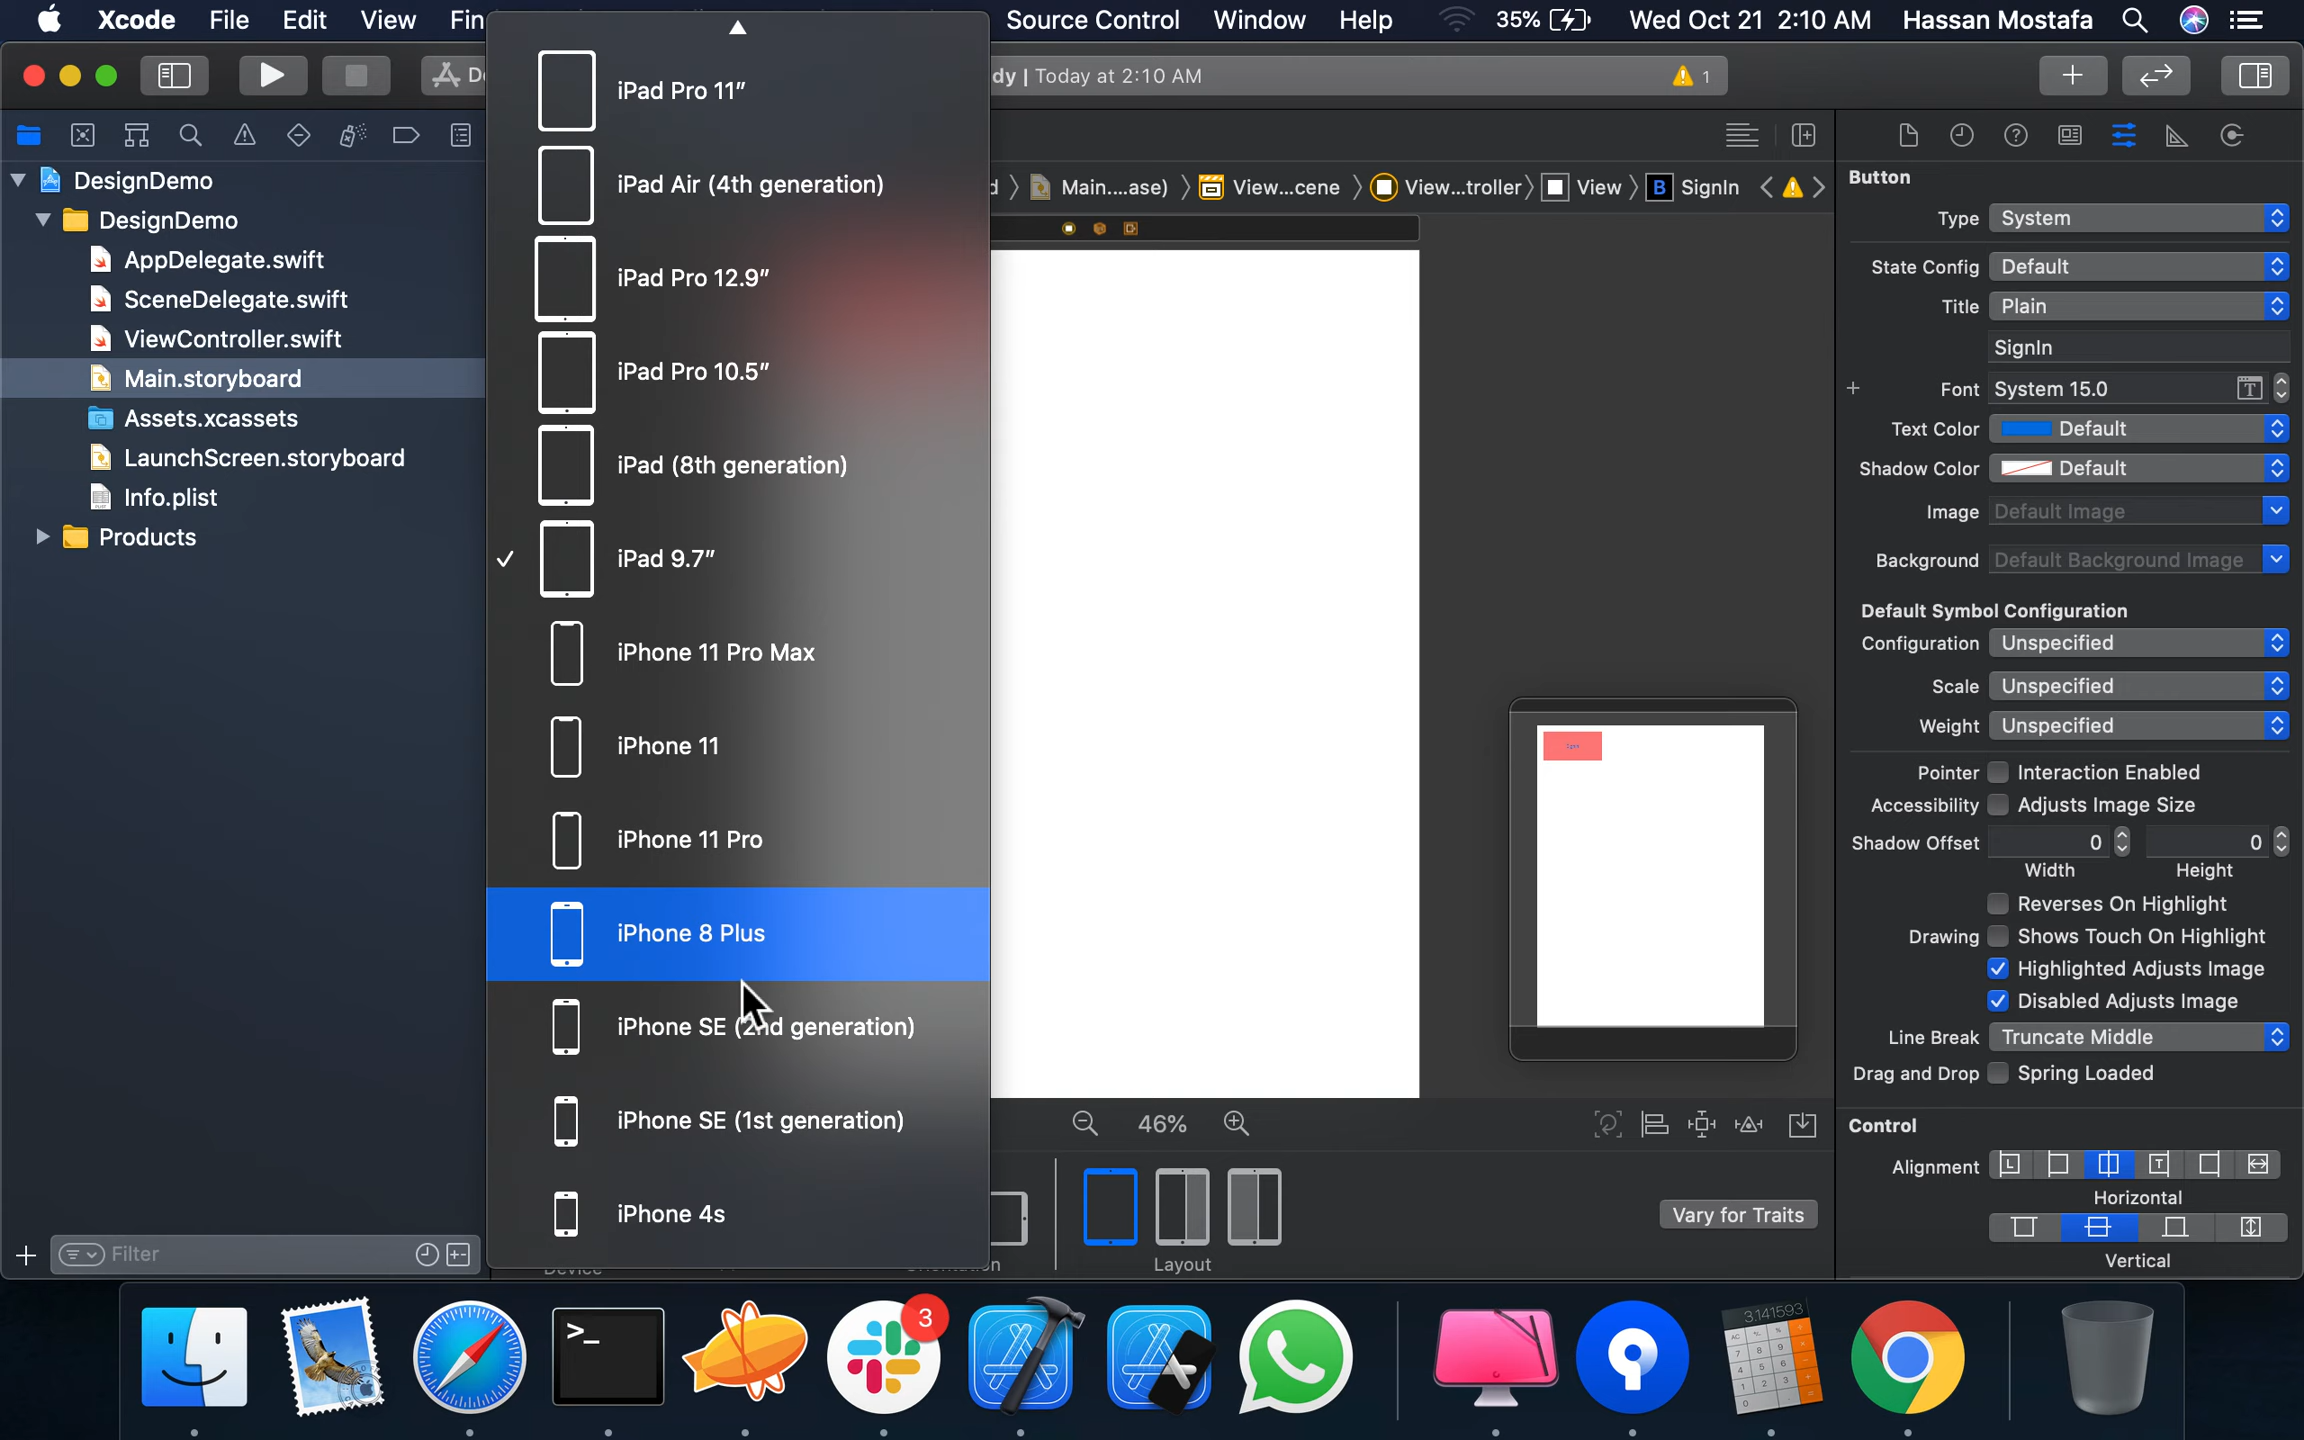 Xcode File Edit View Fin Source Control Window Help 35% Wed Oct 21 2:10 AM Hassan Mostafa
dy | Today at 2:10 AM 1
DesignDemo
DesignDemo
AppDelegate.swift
SceneDelegate.swift
ViewController.swift
Main.storyboard
Assets.xcassets
LaunchScreen.storyboard
Info.plist
Products
Filter
iPad Pro 11″
iPad Air (4th generation)
iPad Pro 12.9″
iPad Pro 10.5″
iPad (8th generation)
iPad 9.7″
iPhone 11 Pro Max
iPhone 11
iPhone 11 Pro
iPhone 8 Plus
iPhone SE (2nd generation)
iPhone SE (1st generation)
iPhone 4s
Main....ase) View...cene View...troller View B SignIn
46%
Layout
Vary for Traits
Button
Type System
State Config Default
Title Plain
SignIn
Font System 15.0 T
Text Color Default
Shadow Color Default
Image Default Image
Background Default Background Image
Default Symbol Configuration
Configuration Unspecified
Scale Unspecified
Weight Unspecified
Pointer Interaction Enabled
Accessibility Adjusts Image Size
Shadow Offset 0 0
Width Height
Reverses On Highlight
Drawing Shows Touch On Highlight
Highlighted Adjusts Image
Disabled Adjusts Image
Line Break Truncate Middle
Drag and Drop Spring Loaded
Control
Alignment
Horizontal
Vertical
3
3.141593